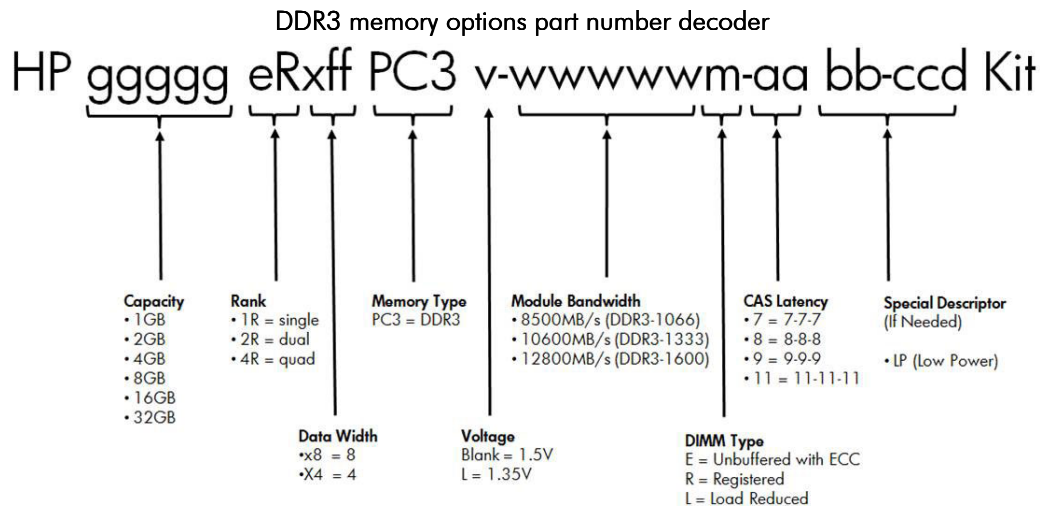 DDR3 memory options part number decoder
HP ggggg eRxff PC3 v-wwwwwm-aa bb-ccd Kit
Capacity
• 1GB
• 2GB
• 4GB
• 8GB
• 16GB
• 32GB
Rank
• 1R = single
• 2R = dual
• 4R = quad
Memory Type
PC3 = DDR3
Module Bandwidth
• 8500MB/s (DDR3-1066)
• 10600MB/s (DDR3-1333)
• 12800MB/s (DDR3-1600)
CAS Latency
• 7 = 7-7-7
• 8 = 8-8-8
• 9 = 9-9-9
• 11 = 11-11-11
Special Descriptor
(If Needed)
• LP (Low Power)
Data Width
•x8 = 8
•X4 = 4
Voltage
Blank = 1.5V
L = 1.35V
DIMM Type
E = Unbuffered with ECC
R = Registered
L = Load Reduced